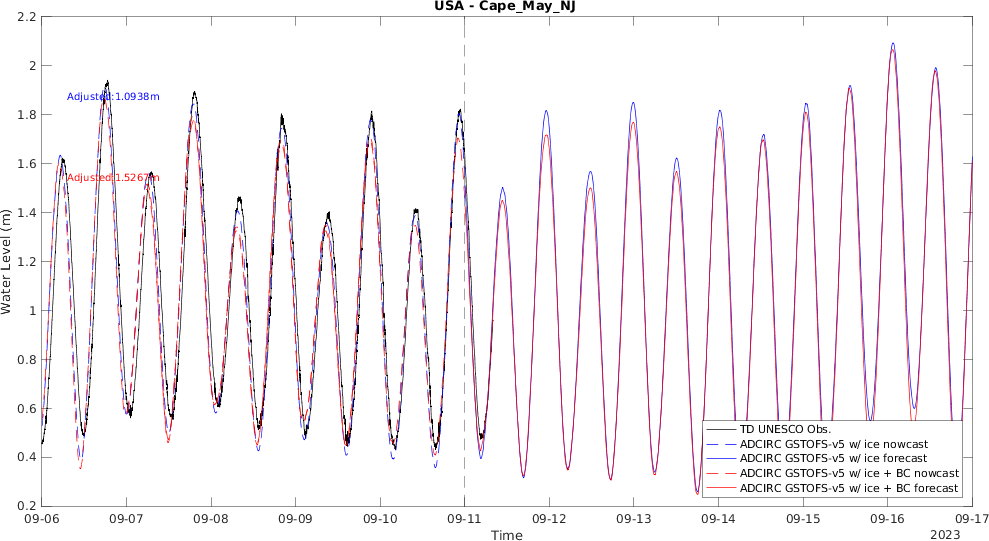 USA - Cape_May_NJ
Water Level (m)
2.2
2
1.8
1.6
1.4
1.2
1
0.8
0.6
0.4
0.2
Adjusted:1.0938m
Adjusted:1.5267m
TD UNESCO Obs.
ADCIRC GSTOFS-v5 w/ ice nowcast
ADCIRC GSTOFS-v5 w/ ice forecast
ADCIRC GSTOFS-v5 w/ ice + BC nowcast
ADCIRC GSTOFS-v5 w/ ice + BC forecast
09-06 09-07 09-08 09-09 09-10 09-11 09-12 09-13 09-14 09-15 09-16 09-17
Time
2023